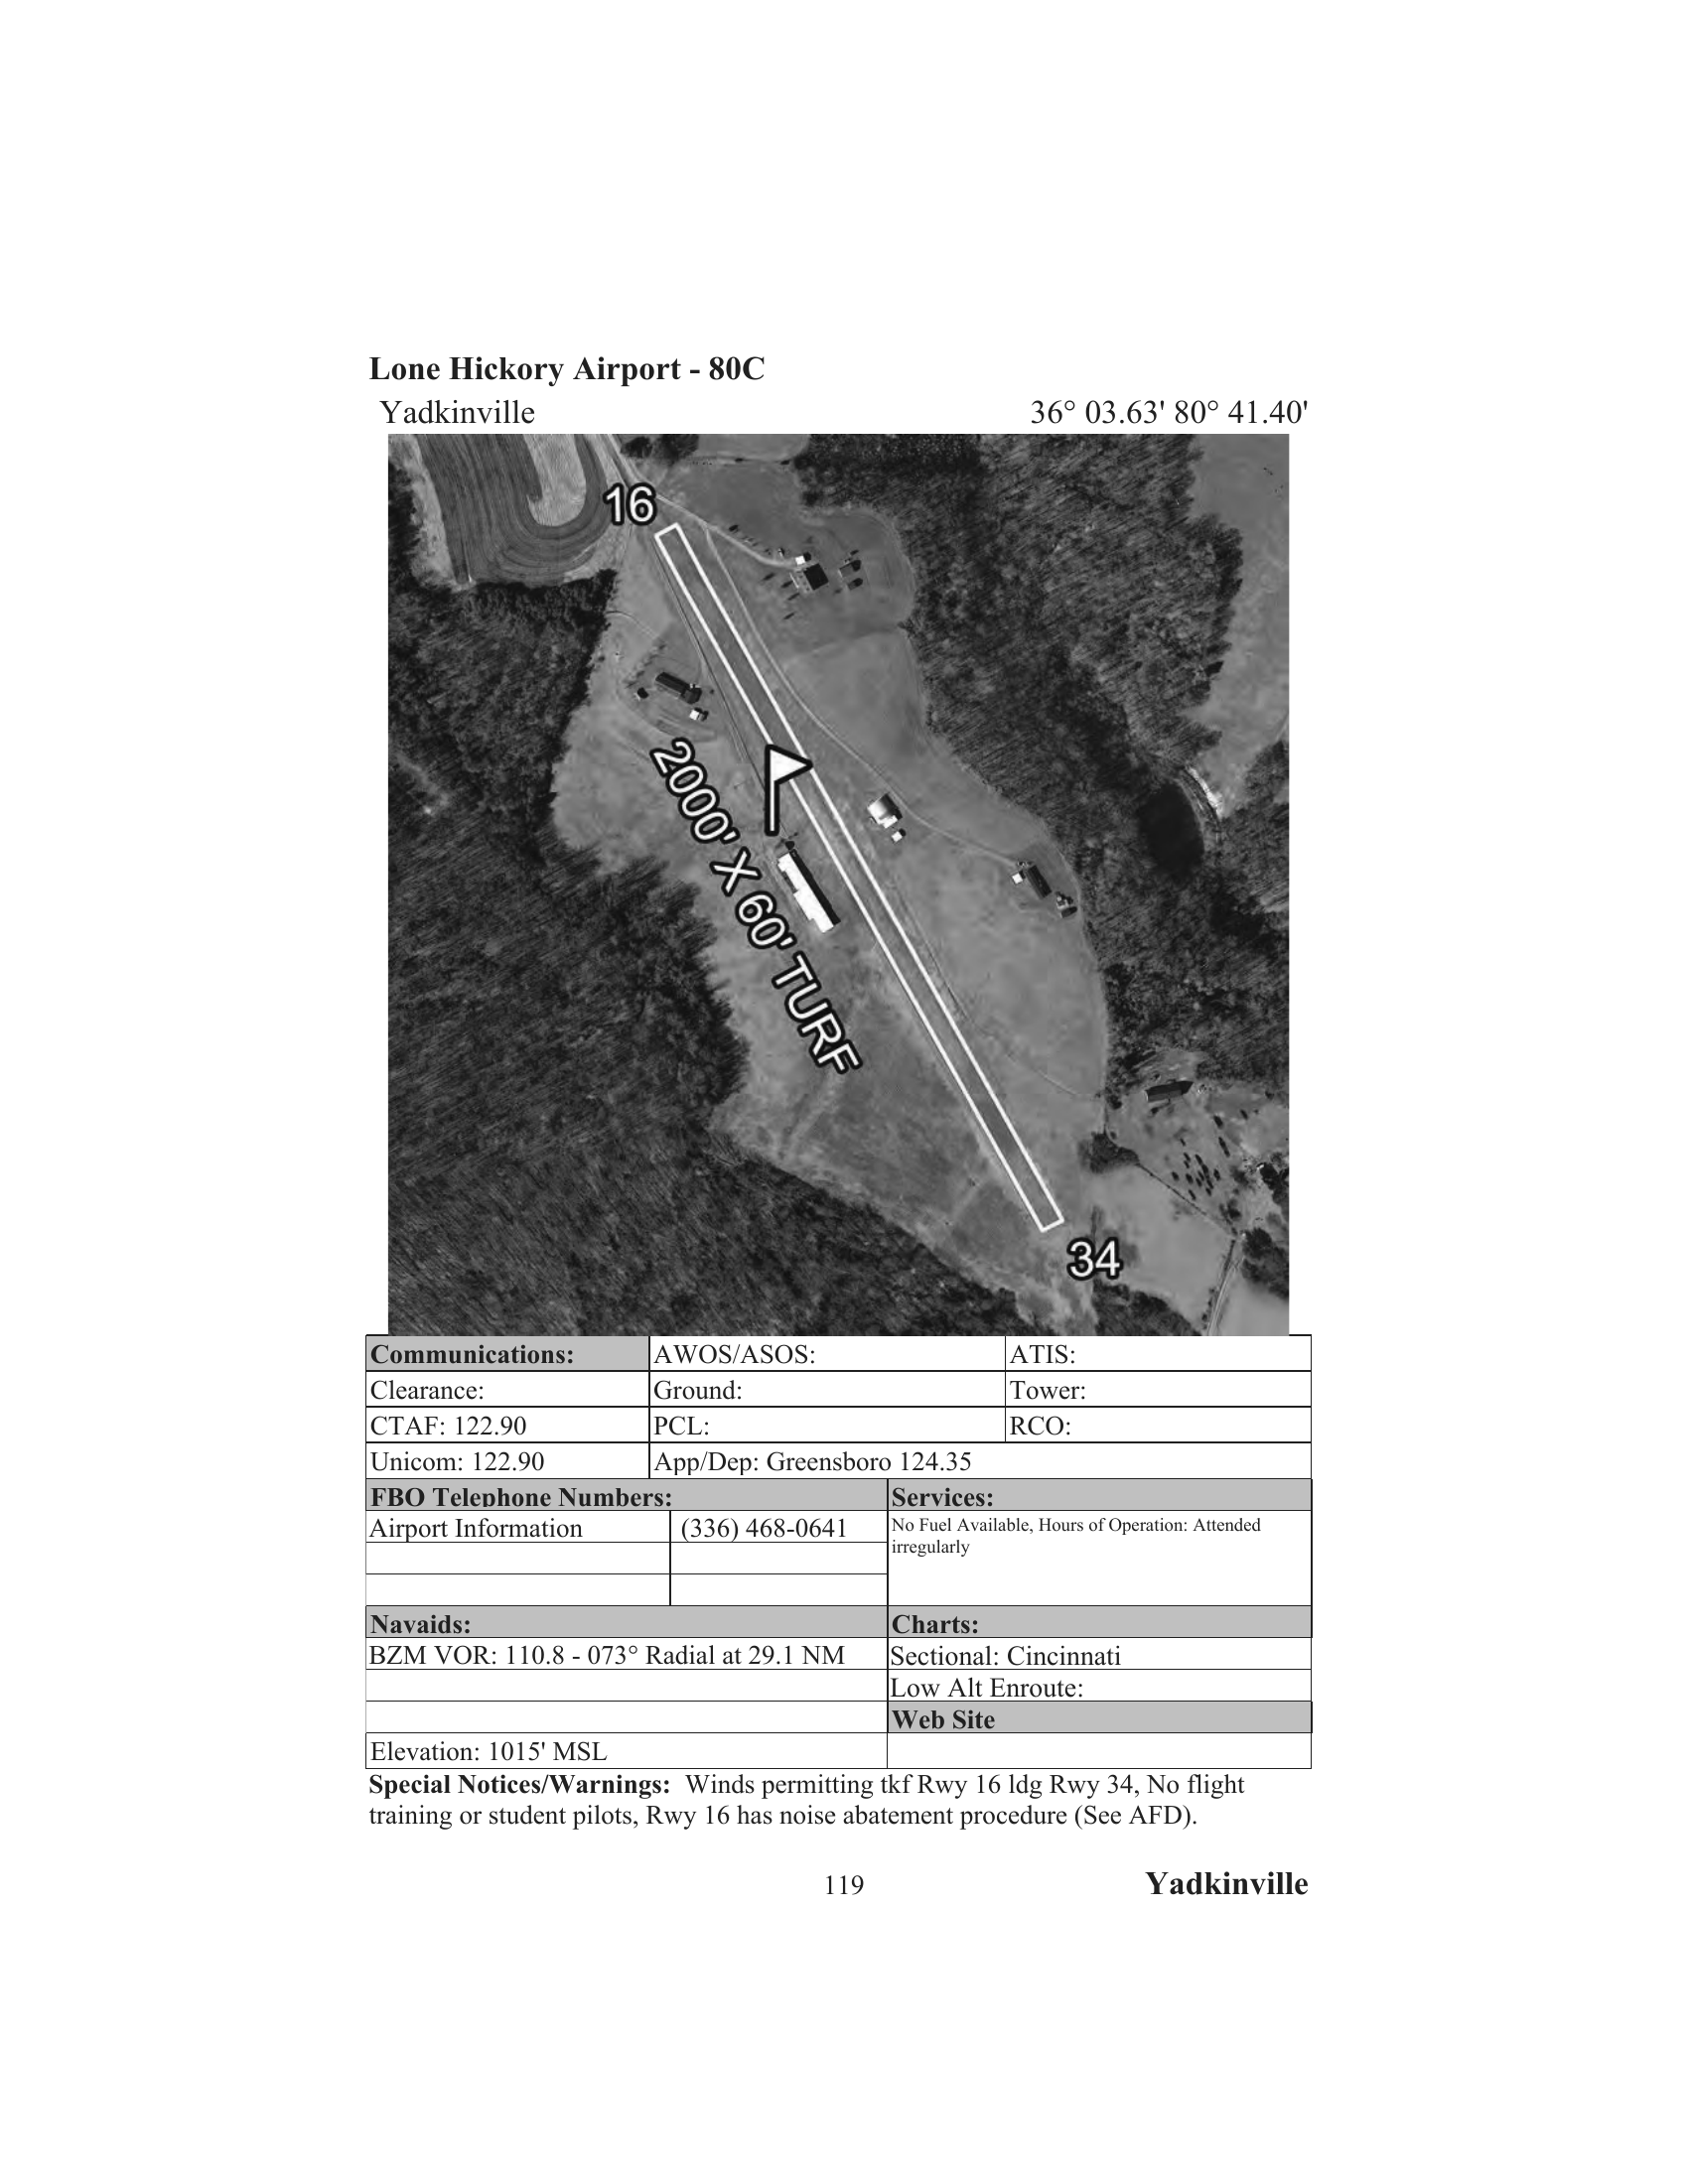 Lone Hickory Airport - 80C
Yadkinville 36° 03.63' 80° 41.40'
16
2000' X 60' TURF
34
Communications: AWOS/ASOS: ATIS:
Clearance: Ground: Tower:
CTAF: 122.90 PCL: RCO:
Unicom: 122.90 App/Dep: Greensboro 124.35
FBO Telephone Numbers: Services:
Airport Information (336) 468-0641 No Fuel Available, Hours of Operation: Attended
irregularly
Navaids: Charts:
BZM VOR: 110.8 - 073° Radial at 29.1 NM Sectional: Cincinnati
Low Alt Enroute:
Web Site
Elevation: 1015' MSL
Special Notices/Warnings: Winds permitting tkf Rwy 16 ldg Rwy 34, No flight
training or student pilots, Rwy 16 has noise abatement procedure (See AFD).
119 Yadkinville